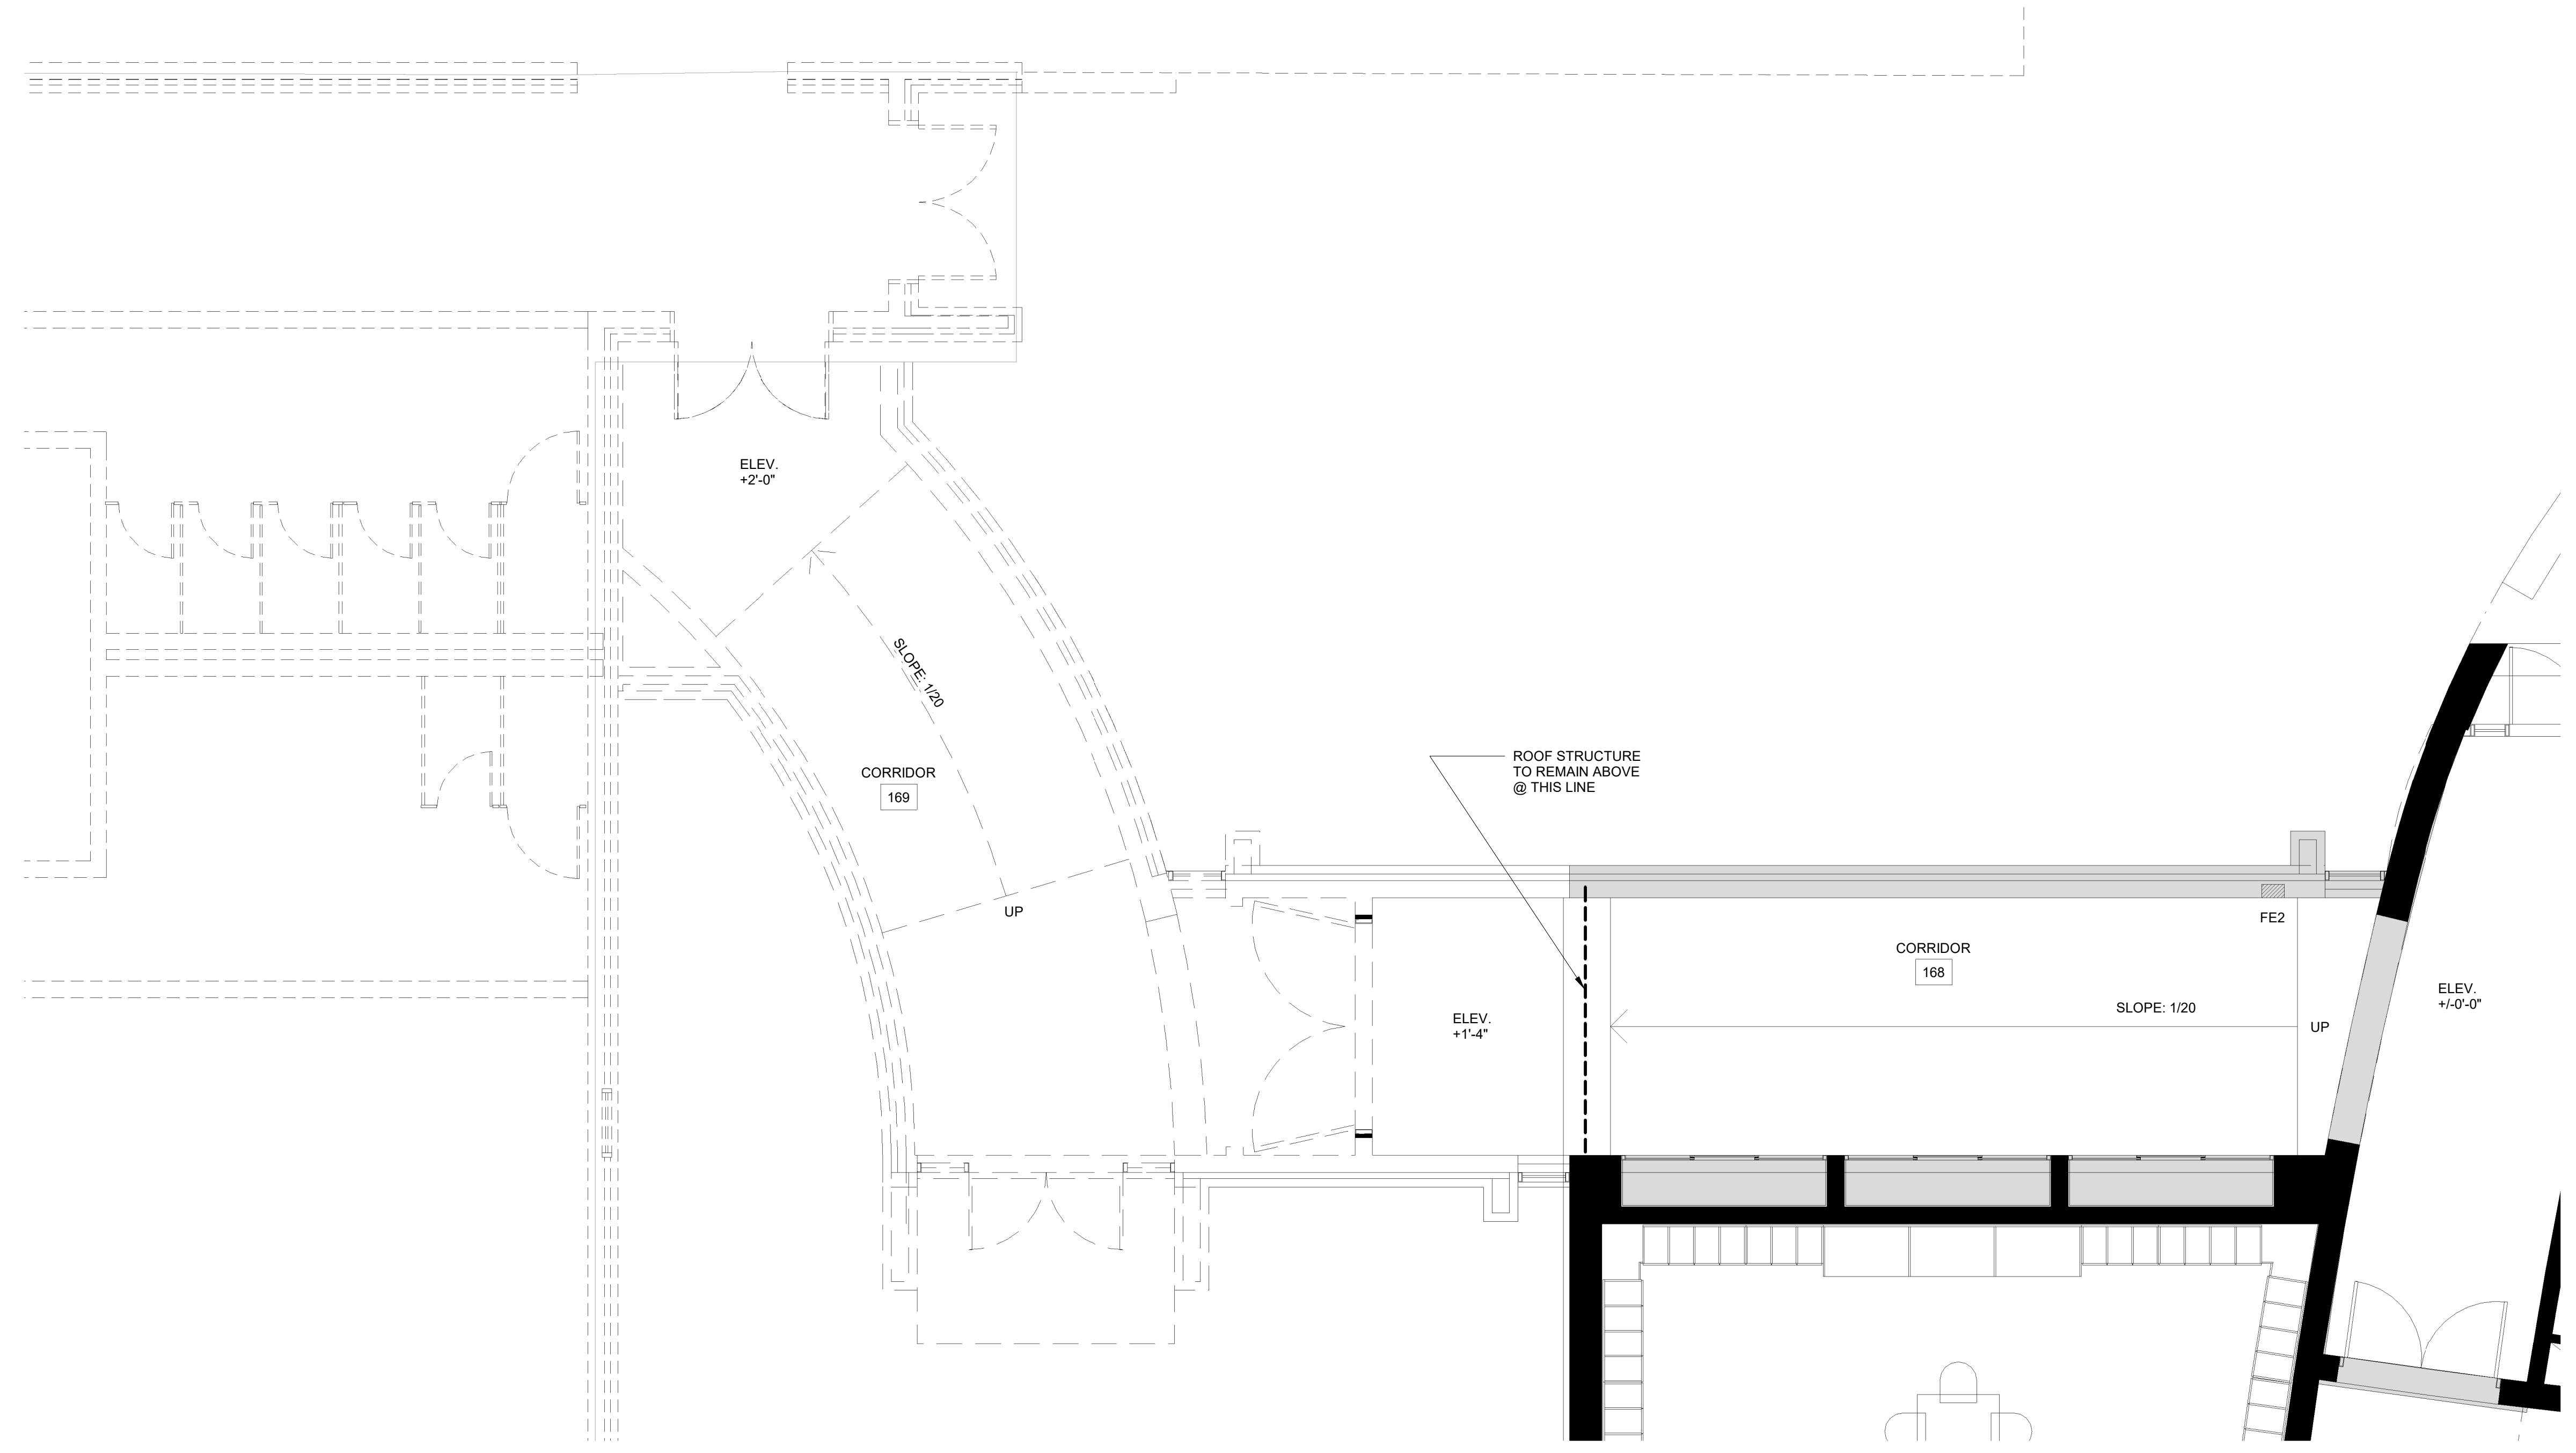 ELEV.
+2'-0"
SLOPE: 1/20
CORRIDOR
169
UP
ROOF STRUCTURE
TO REMAIN ABOVE
@ THIS LINE
ELEV.
+1'-4"
FE2
CORRIDOR
168
SLOPE: 1/20
UP
ELEV.
+/-0'-0"